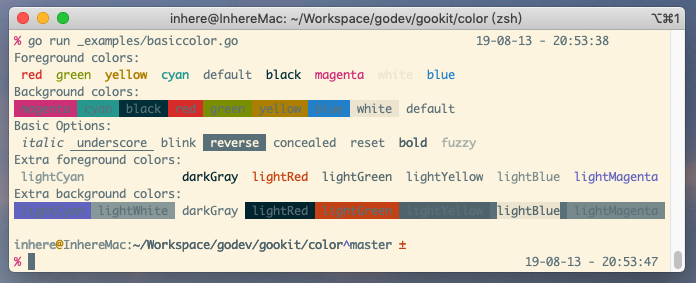 inhere@InhereMac: ~/Workspace/godev/gookit/color (zsh) ⌥⌘1
% go run _examples/basiccolor.go 19-08-13 - 20:53:38
Foreground colors:
red green yellow cyan default black magenta white blue
Background colors:
magenta cyan black red green yellow blue white default
Basic Options:
italic underscore blink reverse concealed reset bold fuzzy
Extra foreground colors:
lightCyan darkGray lightRed lightGreen lightYellow lightBlue lightMagenta
Extra background colors:
lightWhite darkGray lightRed lightGreen lightYellow lightBlue lightMagenta
inhere@InhereMac:~/Workspace/godev/gookit/color^master ±
% 19-08-13 - 20:53:47